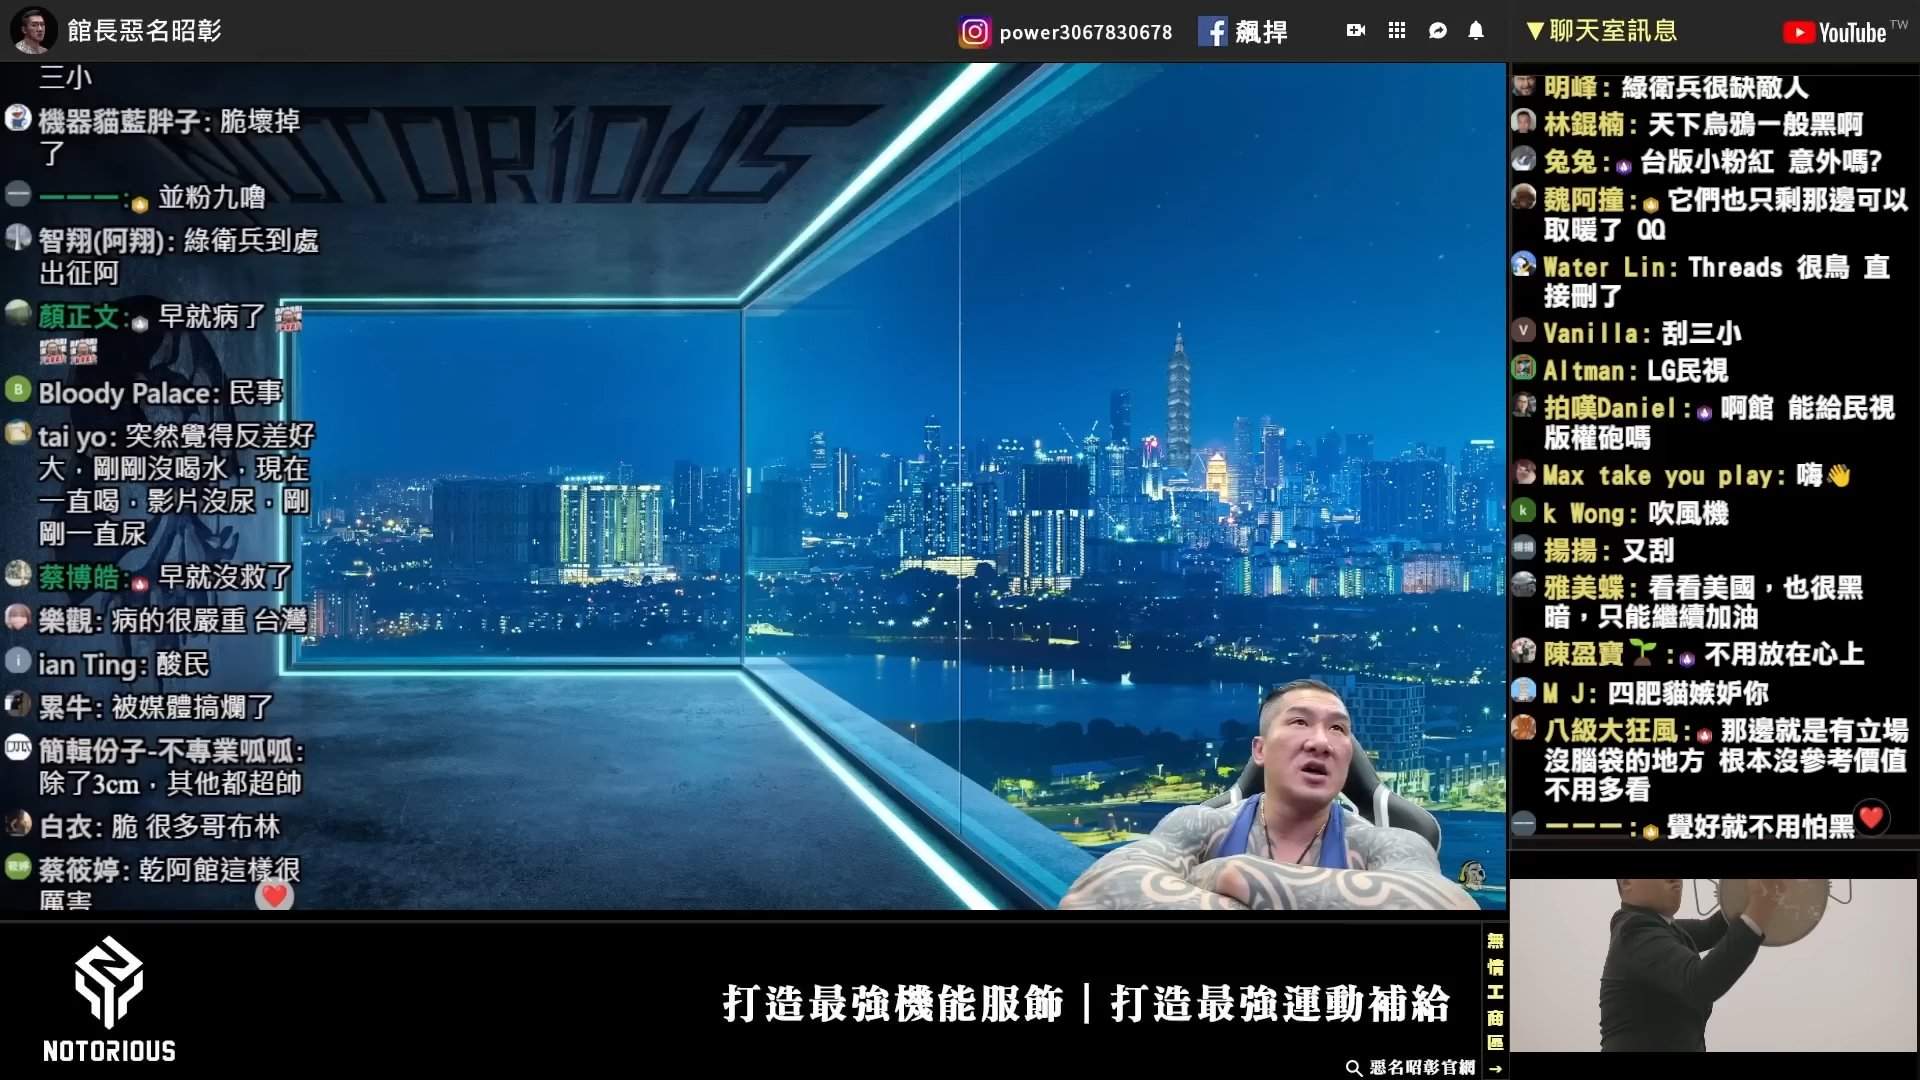 館長惡名昭彰
power3067830678
飆捍
▼聊天室訊息
YouTube TW
三小
機器貓藍胖子: 脆壞掉
了
一一一: 並粉九嚕
智翔(阿翔): 綠衛兵到處
出征阿
顏正文: 早就病了
B Bloody Palace: 民事
tai yo: 突然覺得反差好
大，剛剛沒喝水，現在
一直喝，影片沒尿，剛
剛一直尿
蔡博皓: 早就沒救了
樂觀: 病的很嚴重 台灣
i ian Ting: 酸民
累牛: 被媒體搞爛了
簡輯份子-不專業呱呱:
除了3cm，其他都超帥
白衣: 脆 很多哥布林
蔡筱婷: 乾阿館這樣很
厲害
NOTORIOUS
明峰: 綠衛兵很缺敵人
林錕楠: 天下烏鴉一般黑啊
兔兔: 台版小粉紅 意外嗎?
魏阿撞: 它們也只剩那邊可以
取暖了 QQ
Water Lin: Threads 很鳥 直
接刪了
V Vanilla: 刮三小
Altman: LG民視
拍嘆Daniel: 啊館 能給民視
版權砲嗎
Max take you play: 嗨👋
k k Wong: 吹風機
揚揚: 又刮
雅美蝶: 看看美國，也很黑
暗，只能繼續加油
陳盈寶🌱: 不用放在心上
M J: 四肥貓嫉妒你
八級大狂風: 那邊就是有立場
沒腦袋的地方 根本沒參考價值
不用多看
一一一: 覺好就不用怕黑
NOTORIOUS
打造最強機能服飾｜打造最強運動補給
惡名昭彰官網
無情工商區→